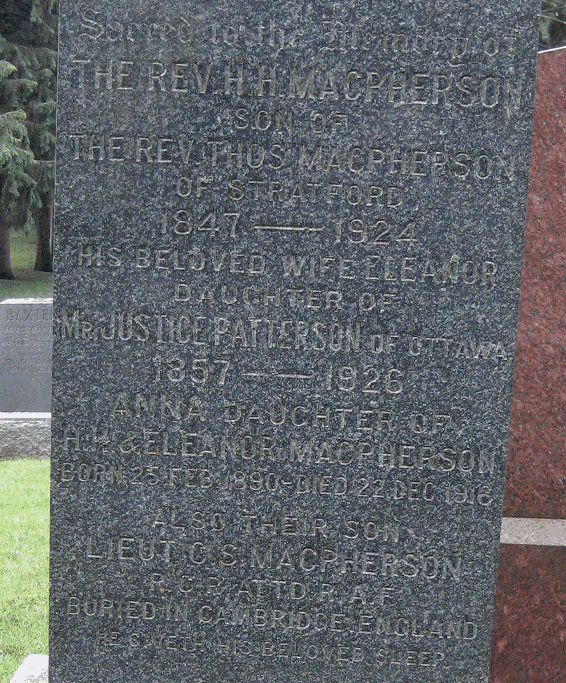 Sacred to the Memory of
THE REV. H. H. MACPHERSON
SON OF
THE REV. THOS MACPHERSON
OF STRATFORD
1847 — 1924
HIS BELOVED WIFE ELEANOR
DAUGHTER OF
MR. JUSTICE PATTERSON OF OTTAWA
1857 — 1926
ANNA DAUGHTER OF
H. H. & ELEANOR MACPHERSON
BORN 25 FEB. 1890 - DIED 22 DEC. 1916
ALSO THEIR SON
LIEUT. C. S. MACPHERSON
R. C. R. ATTD R. A. F.
BURIED IN CAMBRIDGE, ENGLAND
HE GIVETH HIS BELOVED SLEEP
BAXTER